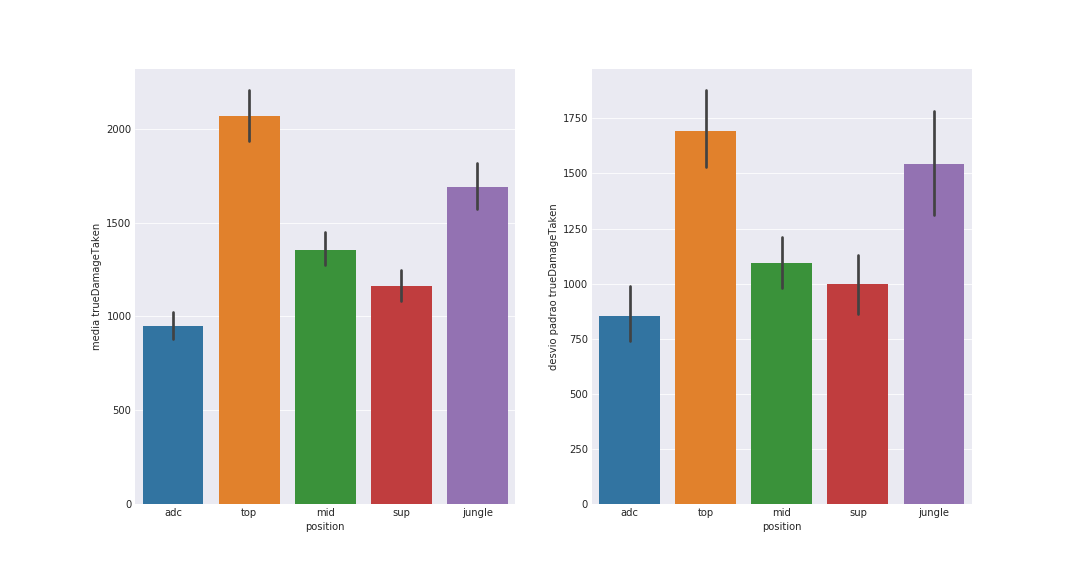 media trueDamageTaken
2000
1500
1000
500
0
adc top mid sup jungle
position
desvio padrao trueDamageTaken
1750
1500
1250
1000
750
500
250
0
adc top mid sup jungle
position